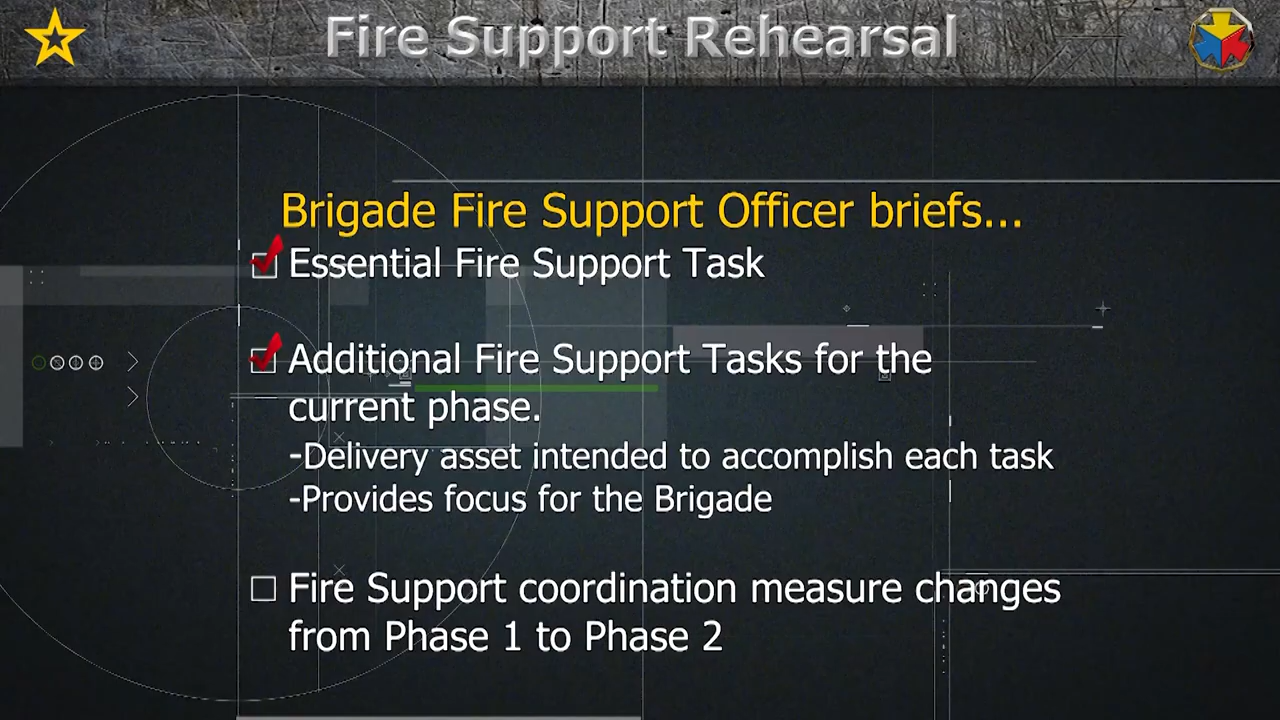 Fire Support Rehearsal
Brigade Fire Support Officer briefs...
Essential Fire Support Task
Additional Fire Support Tasks for the
current phase.
-Delivery asset intended to accomplish each task
-Provides focus for the Brigade
Fire Support coordination measure changes
from Phase 1 to Phase 2